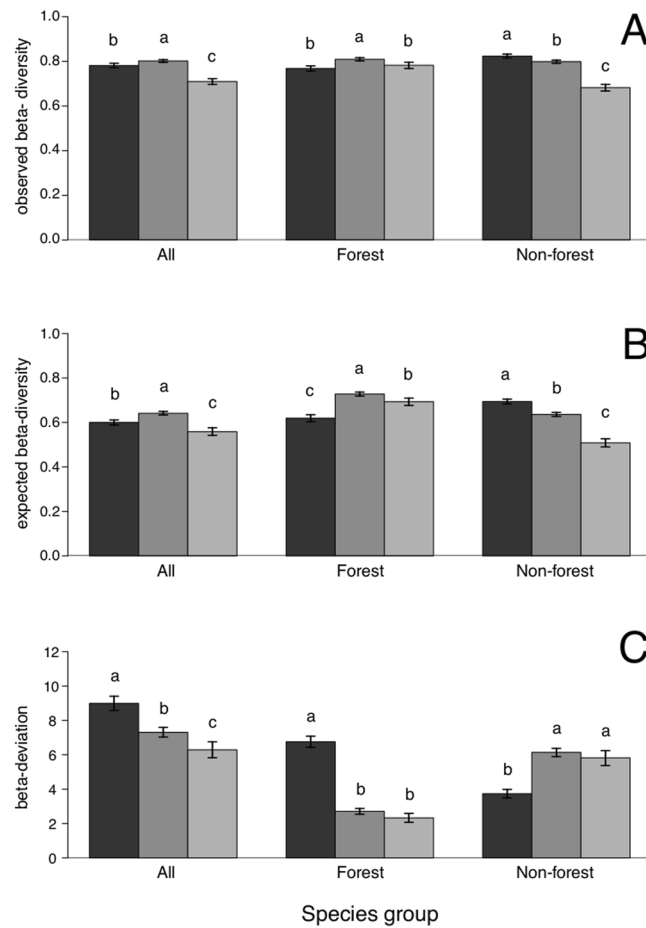 A
observed beta- diversity
1.0
0.8
0.6
0.4
0.2
0.0
b a c b a b a b c
All Forest Non-forest
B
expected beta-diversity
1.0
0.8
0.6
0.4
0.2
0.0
b a c c a b a b c
All Forest Non-forest
C
beta-deviation
12
10
8
6
4
2
0
a b c a b b b a a
All Forest Non-forest
Species group